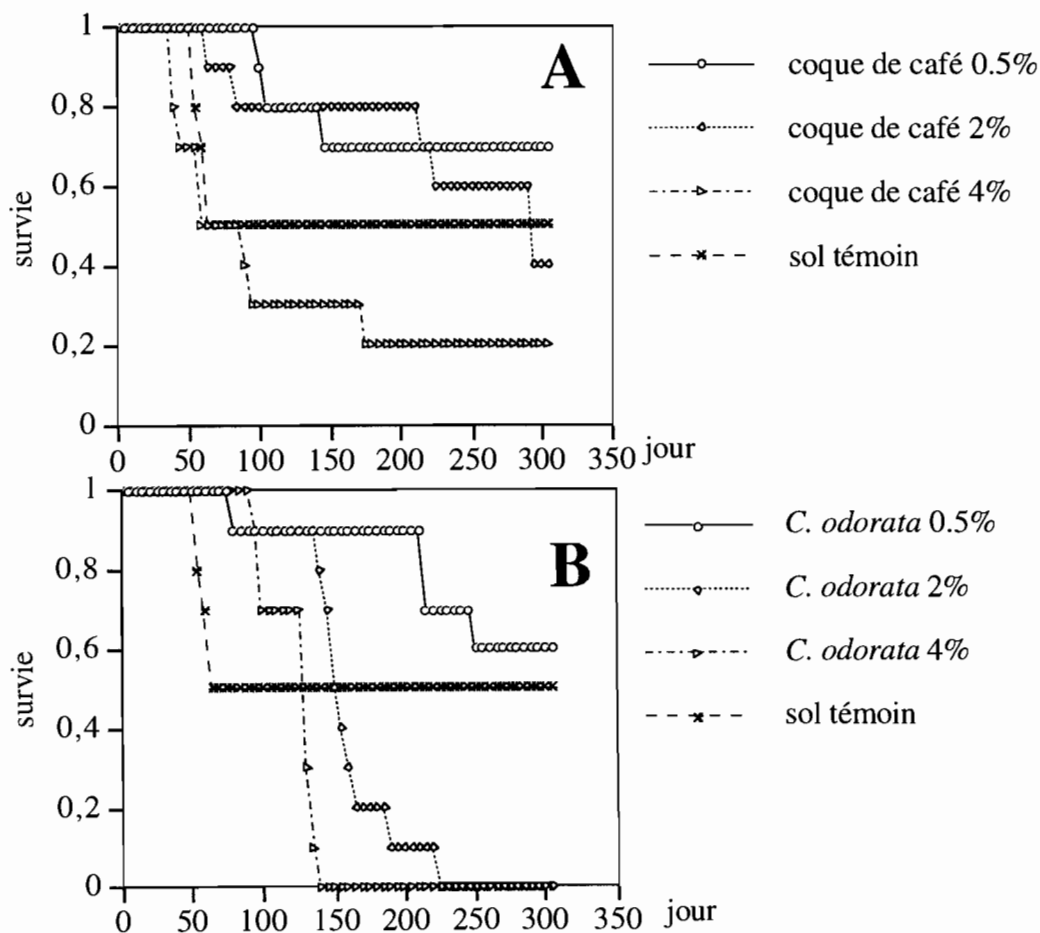 A
survie
1
0,8
0,6
0,4
0,2
0
0 50 100 150 200 250 300 350 jour
coque de café 0.5%
coque de café 2%
coque de café 4%
sol témoin
B
survie
1
0,8
0,6
0,4
0,2
0
0 50 100 150 200 250 300 350 jour
C. odorata 0.5%
C. odorata 2%
C. odorata 4%
sol témoin